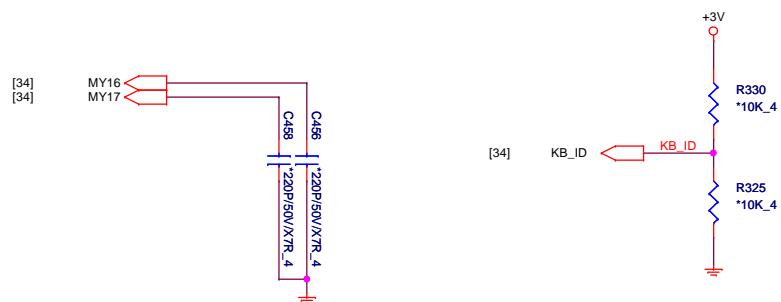 +3V
[34] MY16
[34] MY17
C458
C456
*220P/50V/X7R_4
*220P/50V/X7R_4
R330
*10K_4
[34] KB_ID
KB_ID
R325
*10K_4